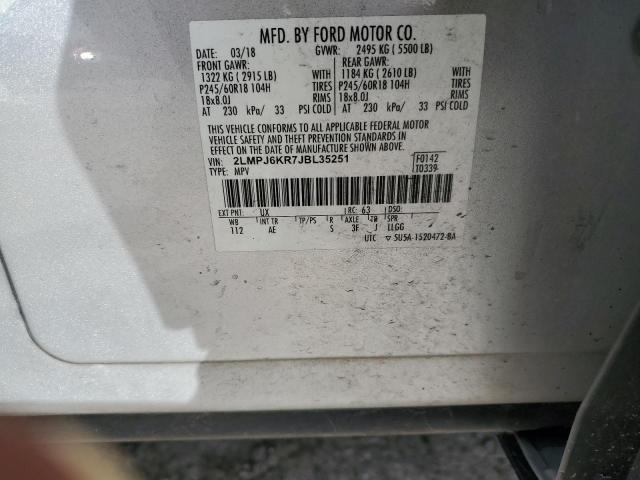 MFD. BY FORD MOTOR CO.
DATE: 03/18 GVWR: 2495 KG ( 5500 LB)
FRONT GAWR: REAR GAWR:
1322 KG ( 2915 LB) WITH 1184 KG ( 2610 LB) WITH
P245/60R18 104H TIRES P245/60R18 104H TIRES
18x8.0J RIMS 18x8.0J RIMS
AT 230 kPa/ 33 PSI COLD AT 230 kPa/ 33 PSI COLD
THIS VEHICLE CONFORMS TO ALL APPLICABLE FEDERAL MOTOR
VEHICLE SAFETY AND THEFT PREVENTION STANDARDS IN
EFFECT ON THE DATE OF MANUFACTURE SHOWN ABOVE.
VIN: 2LMPJ6KR7JBL35251 F0142
TYPE: MPV T0339
EXT PNT: UX RC: 63 DSO:
WB INT TR TP/PS R AXLE TR SPR
112 AE S 3F J LLGG
UTC ▽ SU5A-1520472-BA